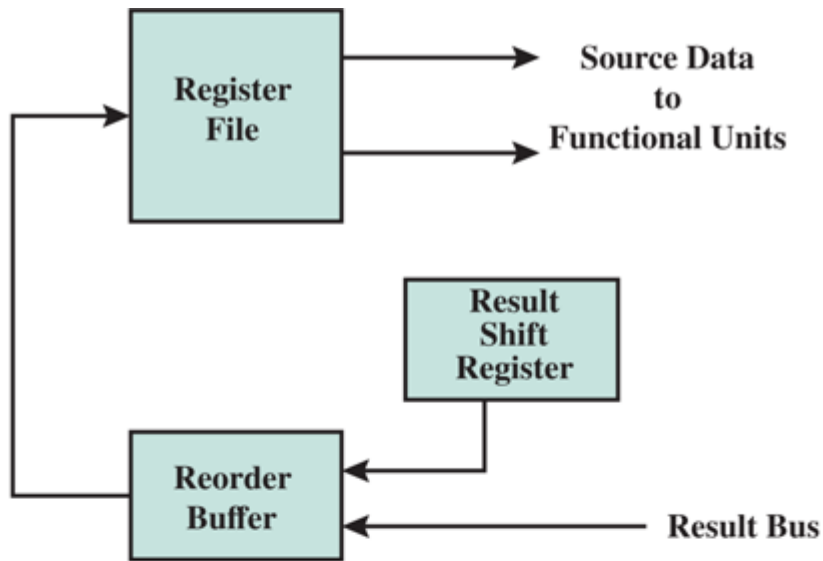 Register
File
Source Data
to
Functional Units
Result
Shift
Register
Reorder
Buffer
Result Bus